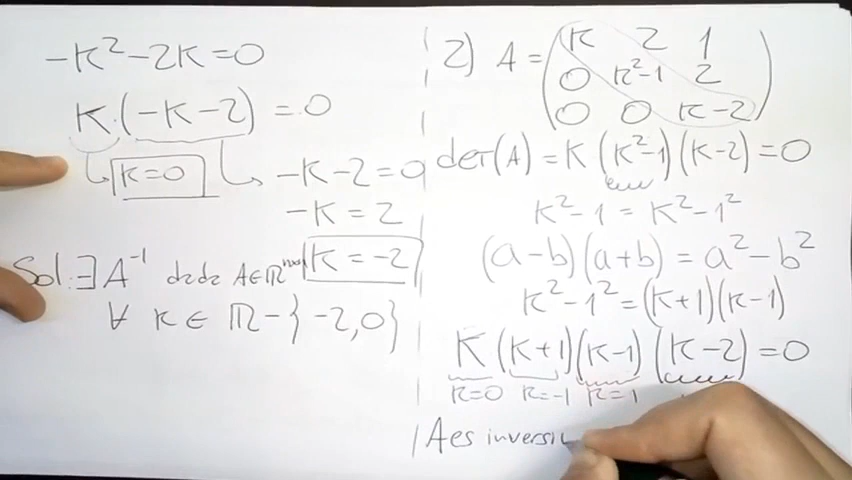 -K²-2K=0
K·(-K-2)=0
K=0
-K-2=0
-K=2
K=-2
Sol: ∃ A⁻¹ dada A∈ℝⁿˣⁿ
∀ K∈ ℝ-{-2,0}
2) A = (K 2 1
0 K²-1 2
0 0 K-2)
det(A)=K(K²-1)(K-2)=0
K²-1=K²-1²
(a-b)(a+b)=a²-b²
K²-1²=(K+1)(K-1)
K(K+1)(K-1)(K-2)=0
K=0 K=-1 K=1
A es inversi